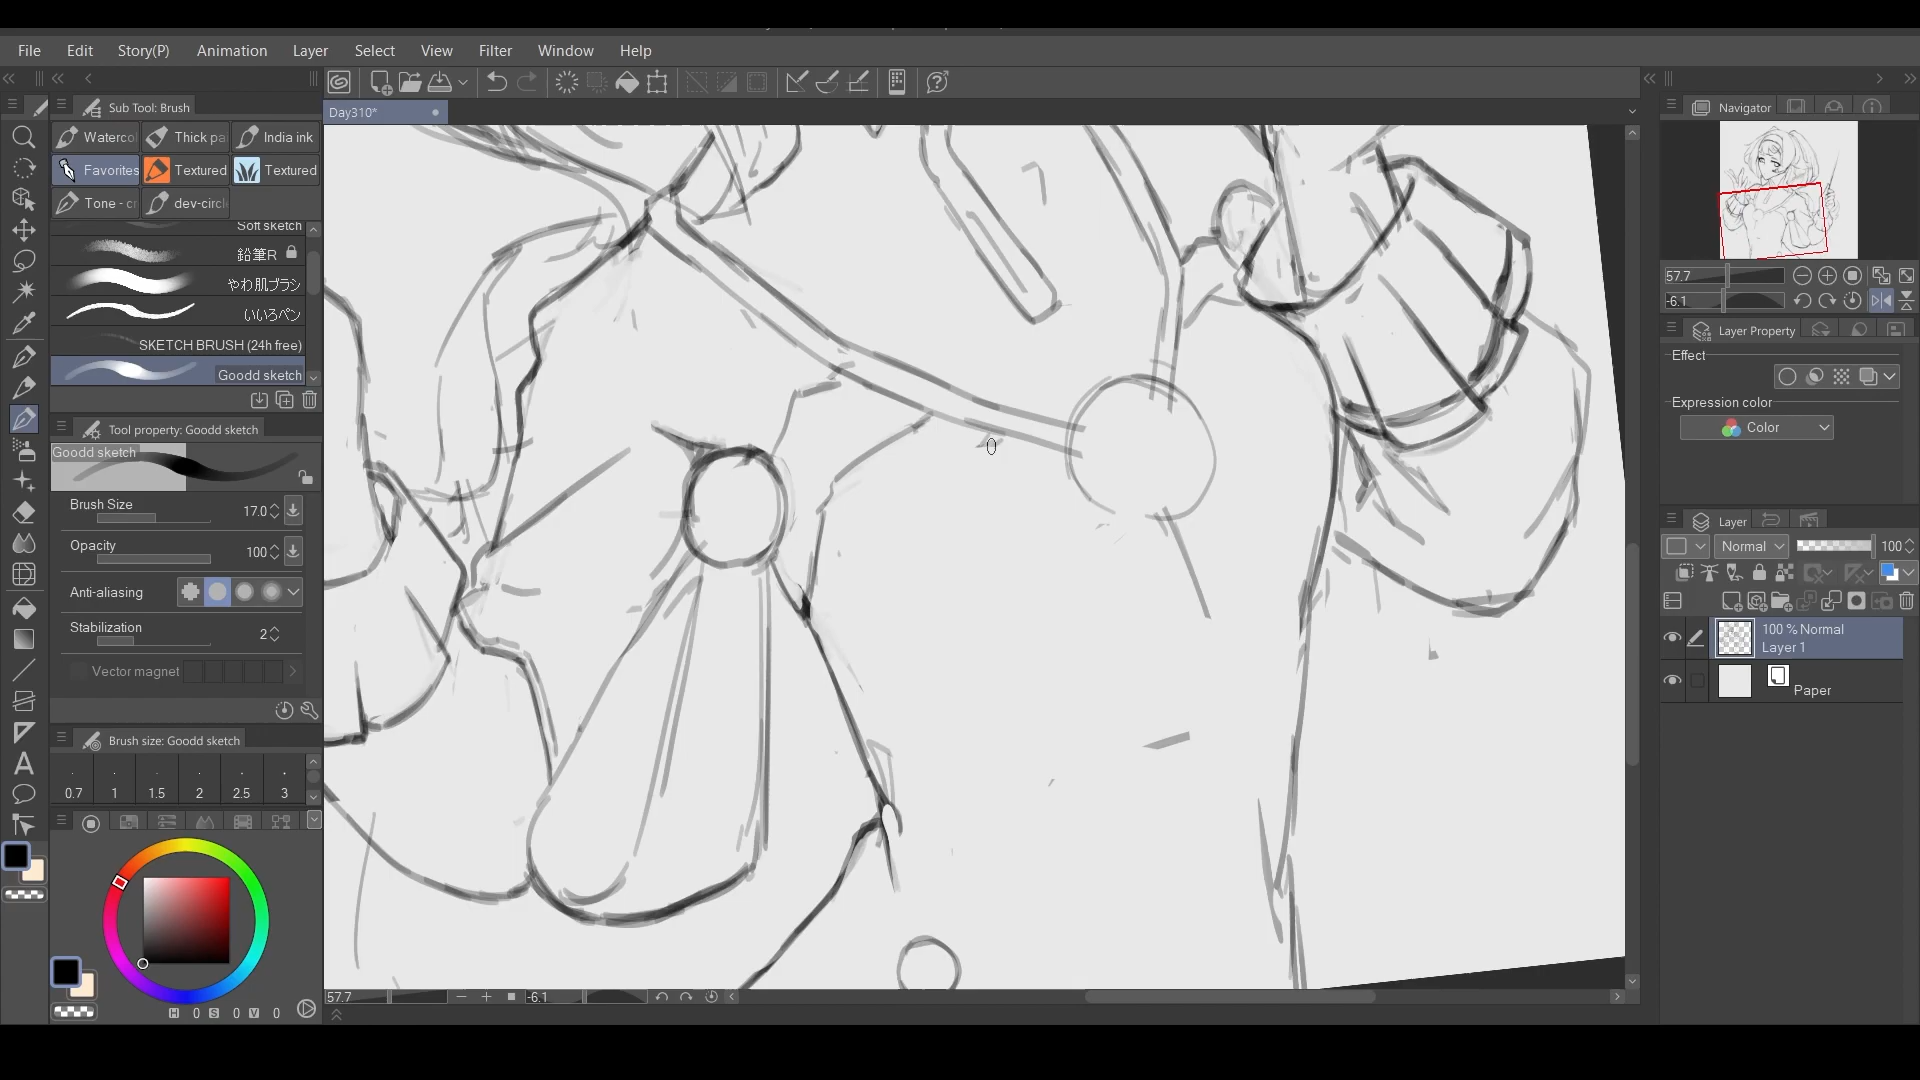 File Edit Story(P) Animation Layer Select View Filter Window Help
Sub Tool: Brush
Waterco Thick pa India ink
Favorites Textured Textured
Tone - c dev-circl
Soft sketch
鉛筆R
やわ肌ブラシ
いいろペン
SKETCH BRUSH (24h free)
Goodd sketch
Tool property: Goodd sketch
Goodd sketch
Brush Size 17.0
Opacity 100
Anti-aliasing
Stabilization 2
Vector magnet
Brush size: Goodd sketch
0.7 1 1.5 2 2.5 3
H 0 S 0 V 0
Day310*
57.7 -6.1
Navigator
57.7
-6.1
Layer Property
Effect
Expression color
Color
Layer
Normal 100
100 % Normal
Layer 1
Paper